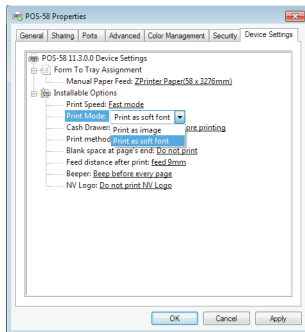 POS-58 Properties
General Sharing Ports Advanced Color Management Security Device Settings
POS-58 11.3.0.0 Device Settings
Form To Tray Assignment
Manual Paper Feed: ZPrinter Paper(58 x 3276mm)
Installable Options
Print Speed: Fast mode
Print Mode: Print as soft font
Cash Drawer: Print as image ore printing
Print method Print as soft font
Blank space at page's end: Do not print
Feed distance after print: feed 9mm
Beeper: Beep before every page
NV Logo: Do not print NV Logo
OK Cancel Apply